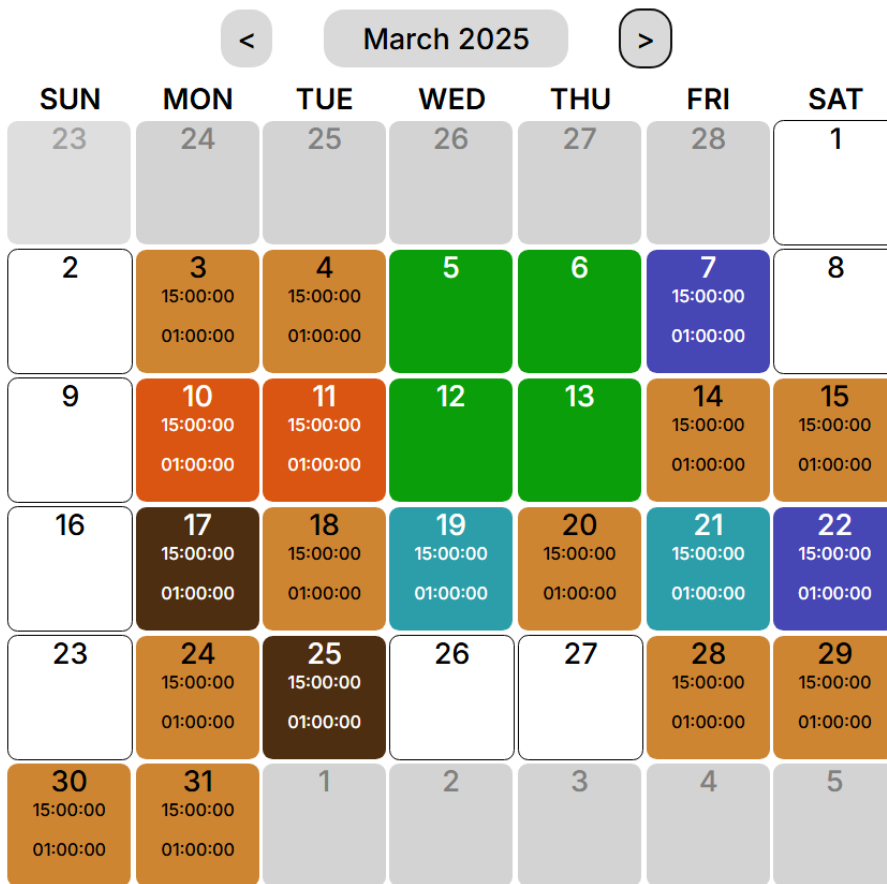 < March 2025 >
SUN MON TUE WED THU FRI SAT
23 24 25 26 27 28 1
2 3 4 5 6 7 8
15:00:00 15:00:00 15:00:00
01:00:00 01:00:00 01:00:00
9 10 11 12 13 14 15
15:00:00 15:00:00 15:00:00 15:00:00
01:00:00 01:00:00 01:00:00 01:00:00
16 17 18 19 20 21 22
15:00:00 15:00:00 15:00:00 15:00:00 15:00:00 15:00:00
01:00:00 01:00:00 01:00:00 01:00:00 01:00:00 01:00:00
23 24 25 26 27 28 29
15:00:00 15:00:00 15:00:00 15:00:00
01:00:00 01:00:00 01:00:00 01:00:00
30 31 1 2 3 4 5
15:00:00 15:00:00
01:00:00 01:00:00